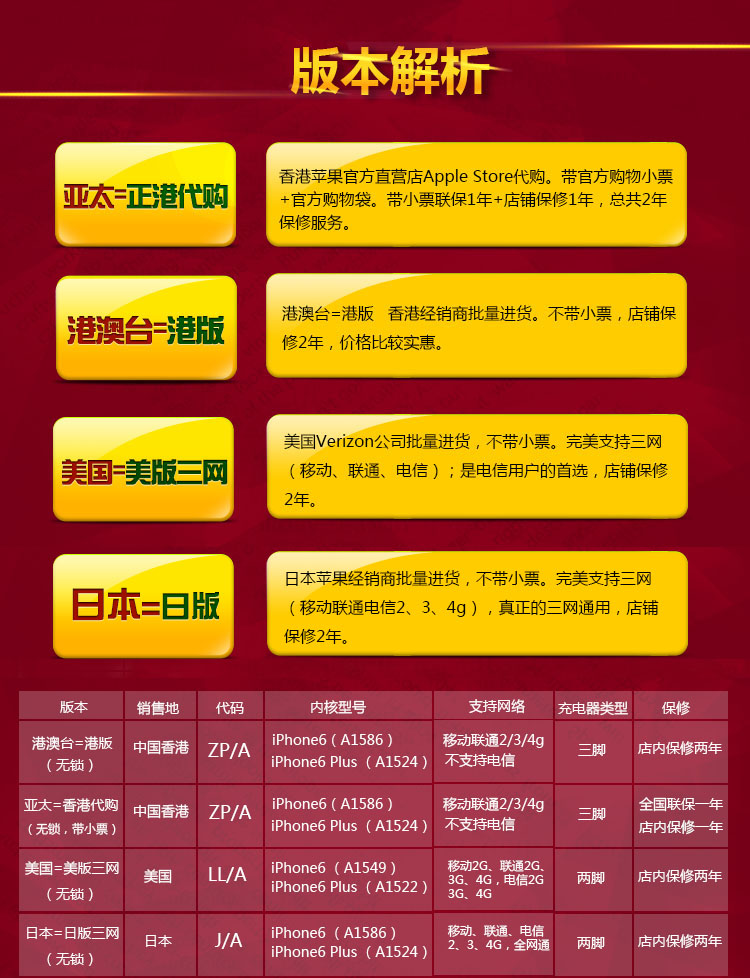 版本解析
亚太=正港代购
香港苹果官方直营店Apple Store代购。带官方购物小票
+官方购物袋。带小票联保1年+店铺保修1年，总共2年
保修服务。
港澳台=港版
港澳台=港版 香港经销商批量进货。不带小票，店铺保
修2年，价格比较实惠。
美国=美版三网
美国Verizon公司批量进货，不带小票。完美支持三网
（移动、联通、电信）；是电信用户的首选，店铺保修
2年。
日本=日版
日本苹果经销商批量进货，不带小票。完美支持三网
（移动联通电信2、3、4g），真正的三网通用，店铺
保修2年。
版本 销售地 代码 内核型号 支持网络 充电器类型 保修
港澳台=港版
（无锁）
中国香港
ZP/A
iPhone6（A1586）
iPhone6 Plus （A1524）
移动联通2/3/4g
不支持电信
三脚
店内保修两年
亚太=香港代购
（无锁，带小票）
中国香港
ZP/A
iPhone6（A1586）
iPhone6 Plus （A1524）
移动联通2/3/4g
不支持电信
三脚
全国联保一年
店内保修一年
美国=美版三网
（无锁）
美国
LL/A
iPhone6 （A1549）
iPhone6 Plus （A1522）
移动2G、联通2G、
3G、4G，电信2G
3G、4G
两脚
店内保修两年
日本=日版三网
（无锁）
日本
J/A
iPhone6 （A1586）
iPhone6 Plus （A1524）
移动、联通、电信
2、3、4G，全网通
两脚
店内保修两年